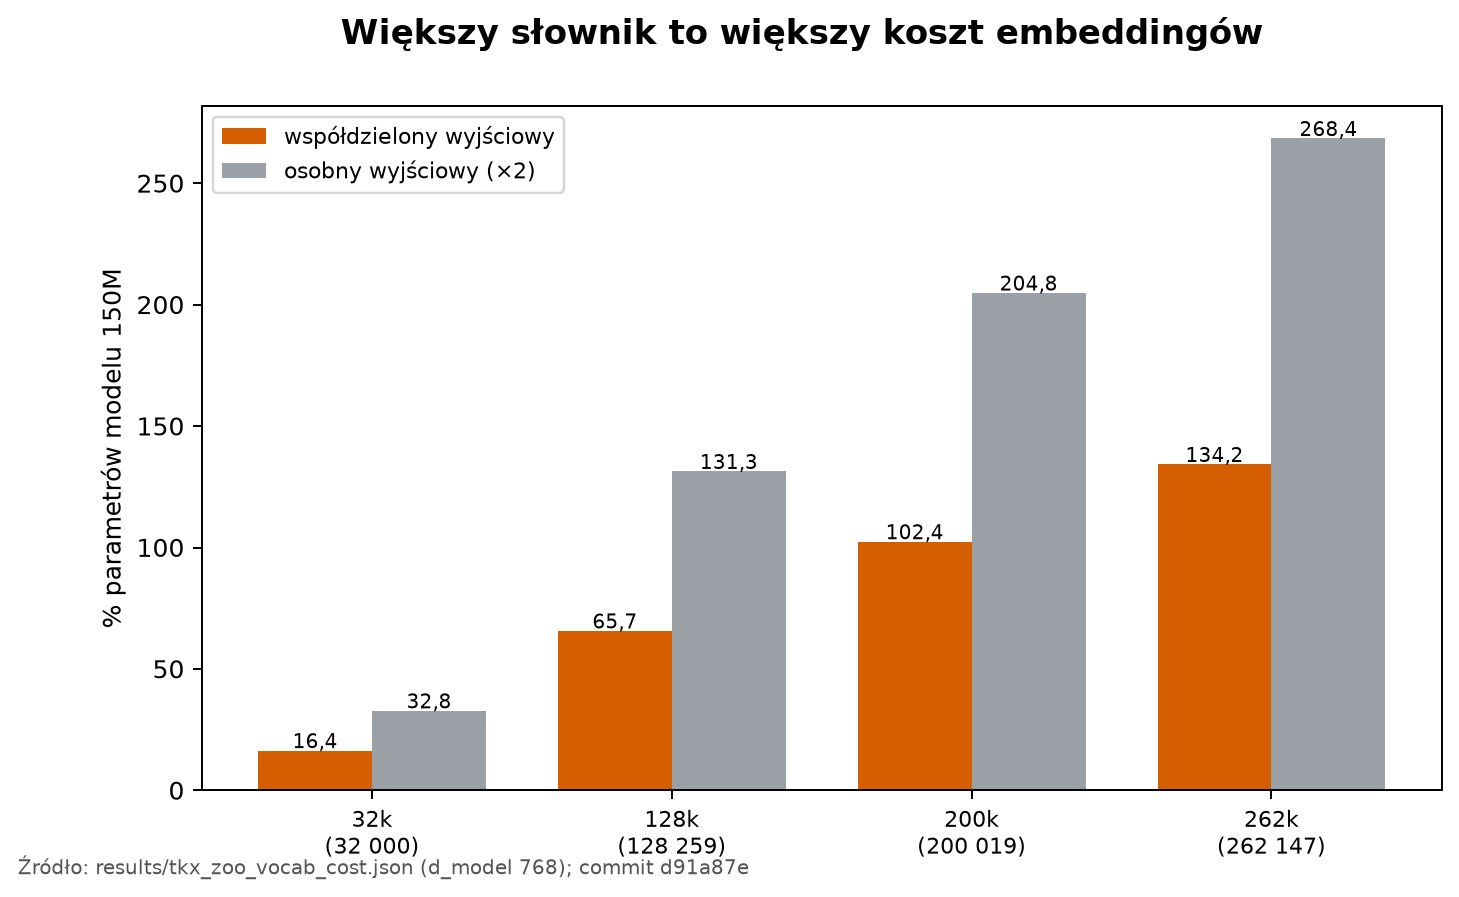 Większy słownik to większy koszt embeddingów
współdzielony wyjściowy
osobny wyjściowy (×2)
% parametrów modelu 150M
250
200
150
100
50
0
16,4
32,8
65,7
131,3
102,4
204,8
134,2
268,4
32k
(32 000)
128k
(128 259)
200k
(200 019)
262k
(262 147)
Źródło: results/tkx_zoo_vocab_cost.json (d_model 768); commit d91a87e